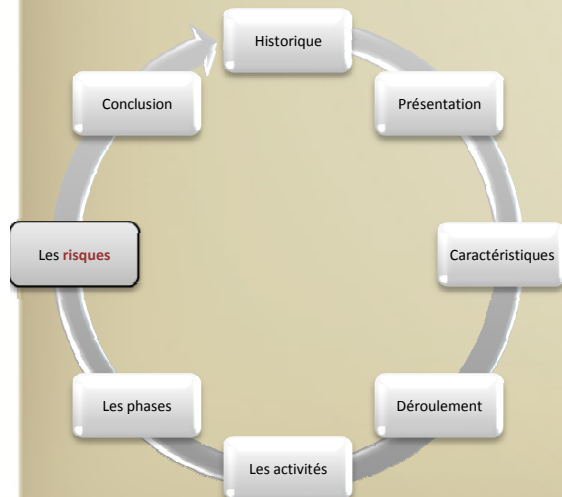 Historique
Présentation
Caractéristiques
Déroulement
Les activités
Les phases
Les risques
Conclusion